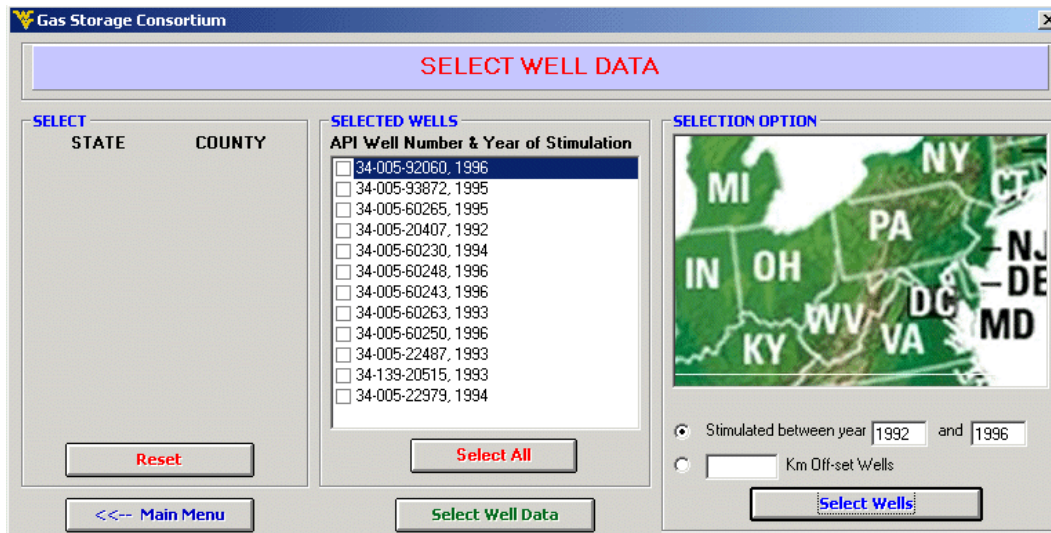 Gas Storage Consortium
SELECT WELL DATA
SELECT
STATE COUNTY
Reset
<<-- Main Menu
SELECTED WELLS
API Well Number & Year of Stimulation
34-005-92060, 1996
34-005-93872, 1995
34-005-60265, 1995
34-005-20407, 1992
34-005-60230, 1994
34-005-60248, 1996
34-005-60243, 1996
34-005-60263, 1993
34-005-60250, 1996
34-005-22487, 1993
34-139-20515, 1993
34-005-22979, 1994
Select All
Select Well Data
SELECTION OPTION
MI
NY
CT
PA
NJ
IN
OH
DE
DC
WV
VA
MD
KY
Stimulated between year 1992 and 1996
Km Off-set Wells
Select Wells